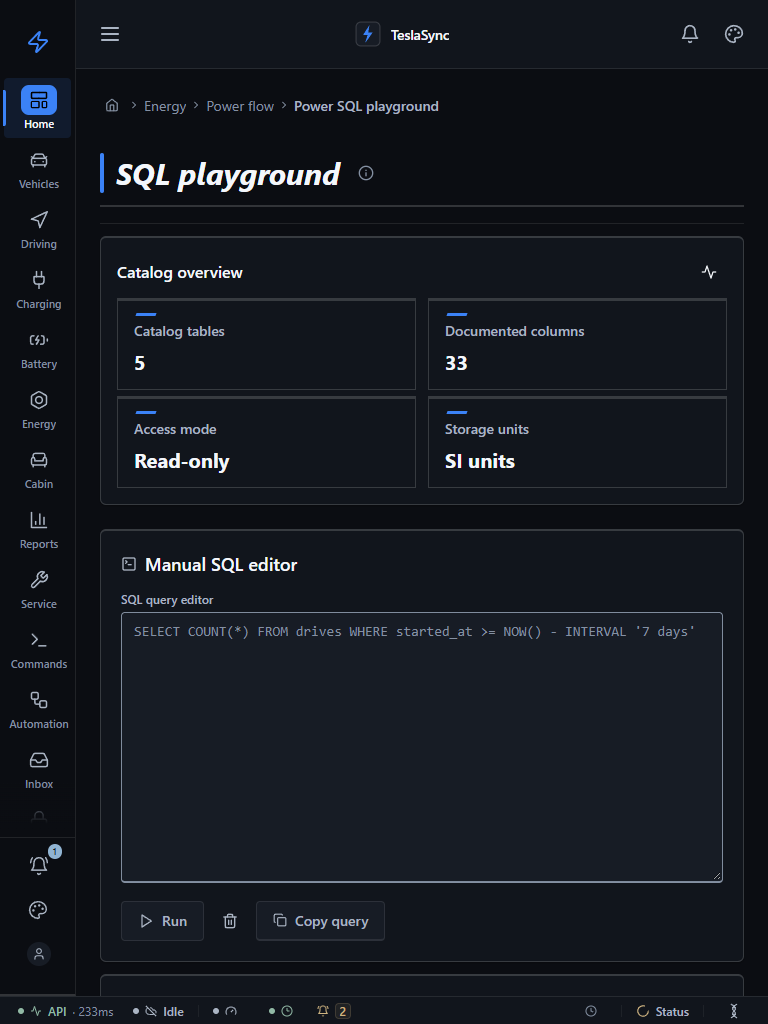 TeslaSync
Home
Vehicles
Driving
Charging
Battery
Energy
Cabin
Reports
Service
Commands
Automation
Inbox
1
Energy > Power flow > Power SQL playground
SQL playground
Catalog overview
Catalog tables
5
Documented columns
33
Access mode
Read-only
Storage units
SI units
Manual SQL editor
SQL query editor
SELECT COUNT(*) FROM drives WHERE started_at >= NOW() - INTERVAL '7 days'
Run
Copy query
API · 233ms
Idle
2
Status